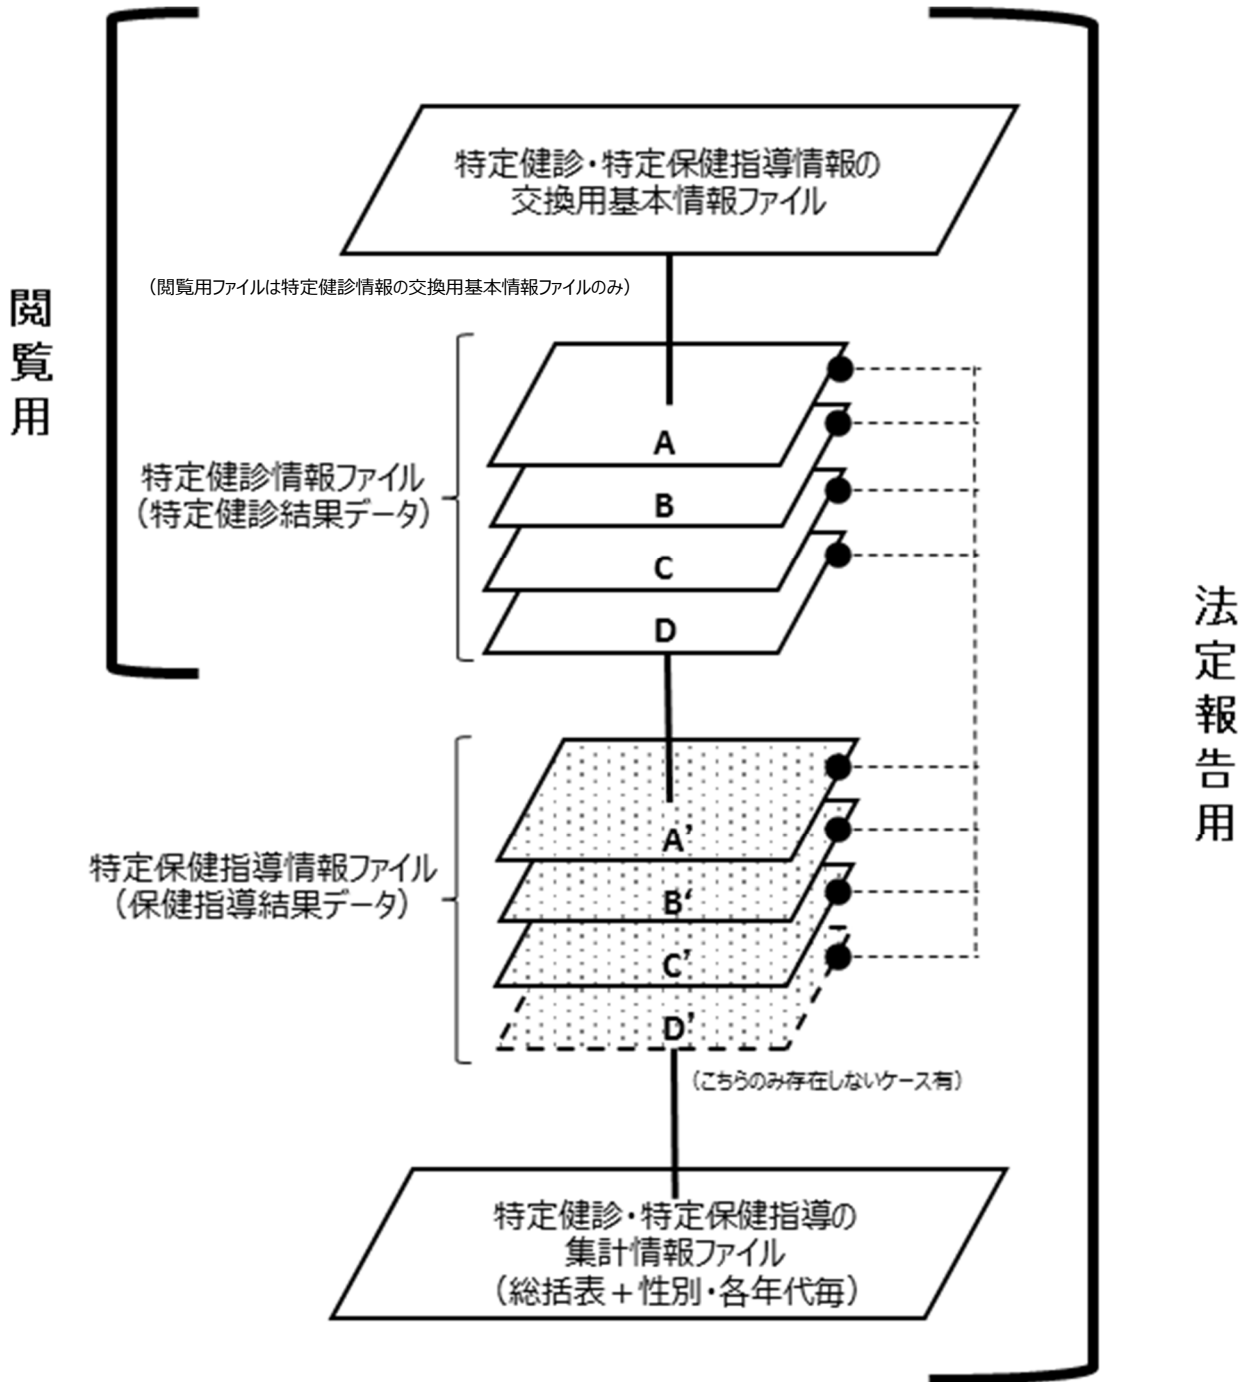 特定健診・特定保健指導情報の
交換用基本情報ファイル
（閲覧用ファイルは特定健診情報の交換用基本情報ファイルのみ）
閲覧用
A
B
C
D
特定健診情報ファイル
（特定健診結果データ）
法定報告用
A’
B‘
C’
D’
特定保健指導情報ファイル
（保健指導結果データ）
（こちらのみ存在しないケース有）
特定健診・特定保健指導の
集計情報ファイル
（総括表＋性別・各年代毎）